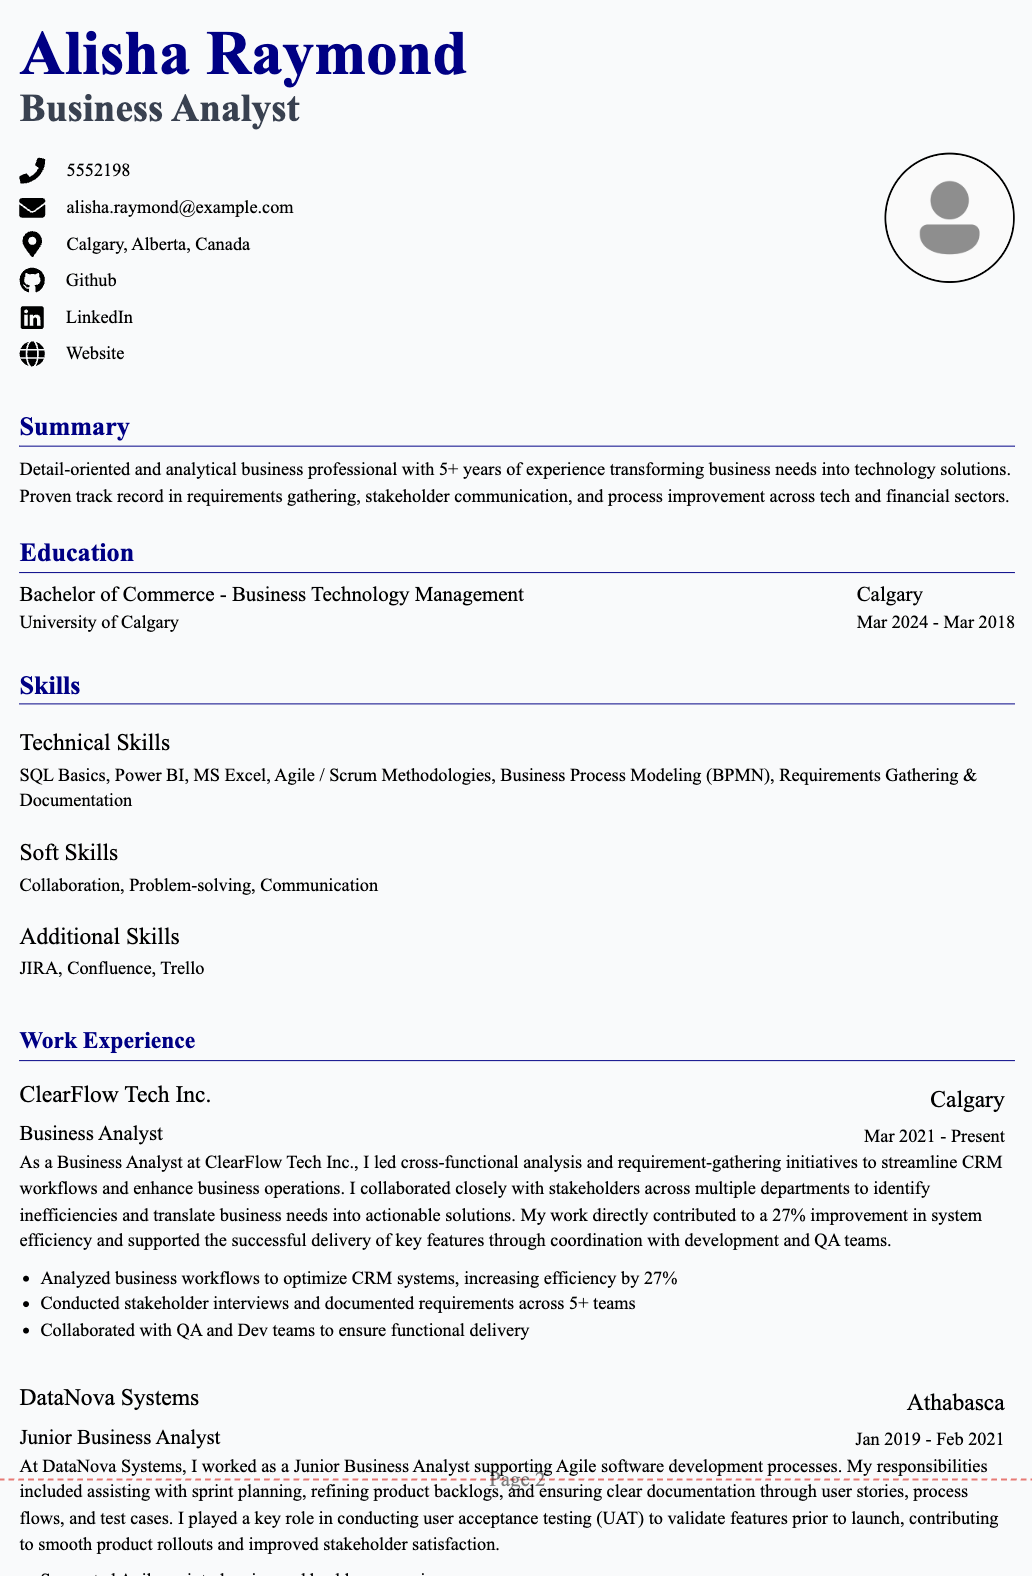 Alisha Raymond
Business Analyst
5552198
alisha.raymond@example.com
Calgary, Alberta, Canada
Github
LinkedIn
Website
Summary
Detail-oriented and analytical business professional with 5+ years of experience transforming business needs into technology solutions.
Proven track record in requirements gathering, stakeholder communication, and process improvement across tech and financial sectors.
Education
Bachelor of Commerce - Business Technology Management
Calgary
University of Calgary
Mar 2024 - Mar 2018
Skills
Technical Skills
SQL Basics, Power BI, MS Excel, Agile / Scrum Methodologies, Business Process Modeling (BPMN), Requirements Gathering &
Documentation
Soft Skills
Collaboration, Problem-solving, Communication
Additional Skills
JIRA, Confluence, Trello
Work Experience
ClearFlow Tech Inc.
Calgary
Business Analyst
Mar 2021 - Present
As a Business Analyst at ClearFlow Tech Inc., I led cross-functional analysis and requirement-gathering initiatives to streamline CRM
workflows and enhance business operations. I collaborated closely with stakeholders across multiple departments to identify
inefficiencies and translate business needs into actionable solutions. My work directly contributed to a 27% improvement in system
efficiency and supported the successful delivery of key features through coordination with development and QA teams.
• Analyzed business workflows to optimize CRM systems, increasing efficiency by 27%
• Conducted stakeholder interviews and documented requirements across 5+ teams
• Collaborated with QA and Dev teams to ensure functional delivery
DataNova Systems
Athabasca
Junior Business Analyst
Jan 2019 - Feb 2021
At DataNova Systems, I worked as a Junior Business Analyst supporting Agile software development processes. My responsibilities
Page 2
included assisting with sprint planning, refining product backlogs, and ensuring clear documentation through user stories, process
flows, and test cases. I played a key role in conducting user acceptance testing (UAT) to validate features prior to launch, contributing
to smooth product rollouts and improved stakeholder satisfaction.